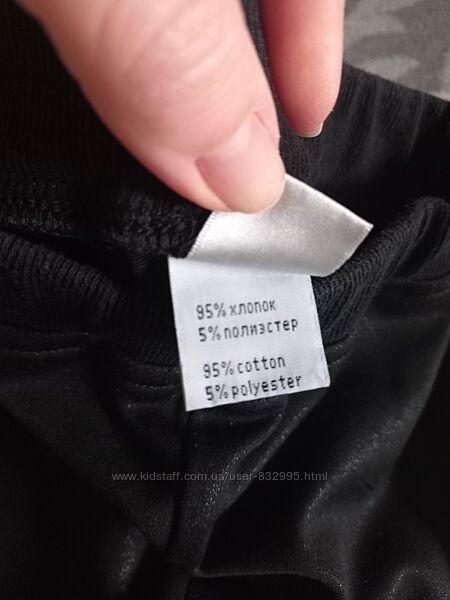 95% хлопок
5% полиэстер
95% cotton
5% polyester
www.kidstaff.com.ua/user-832995.html